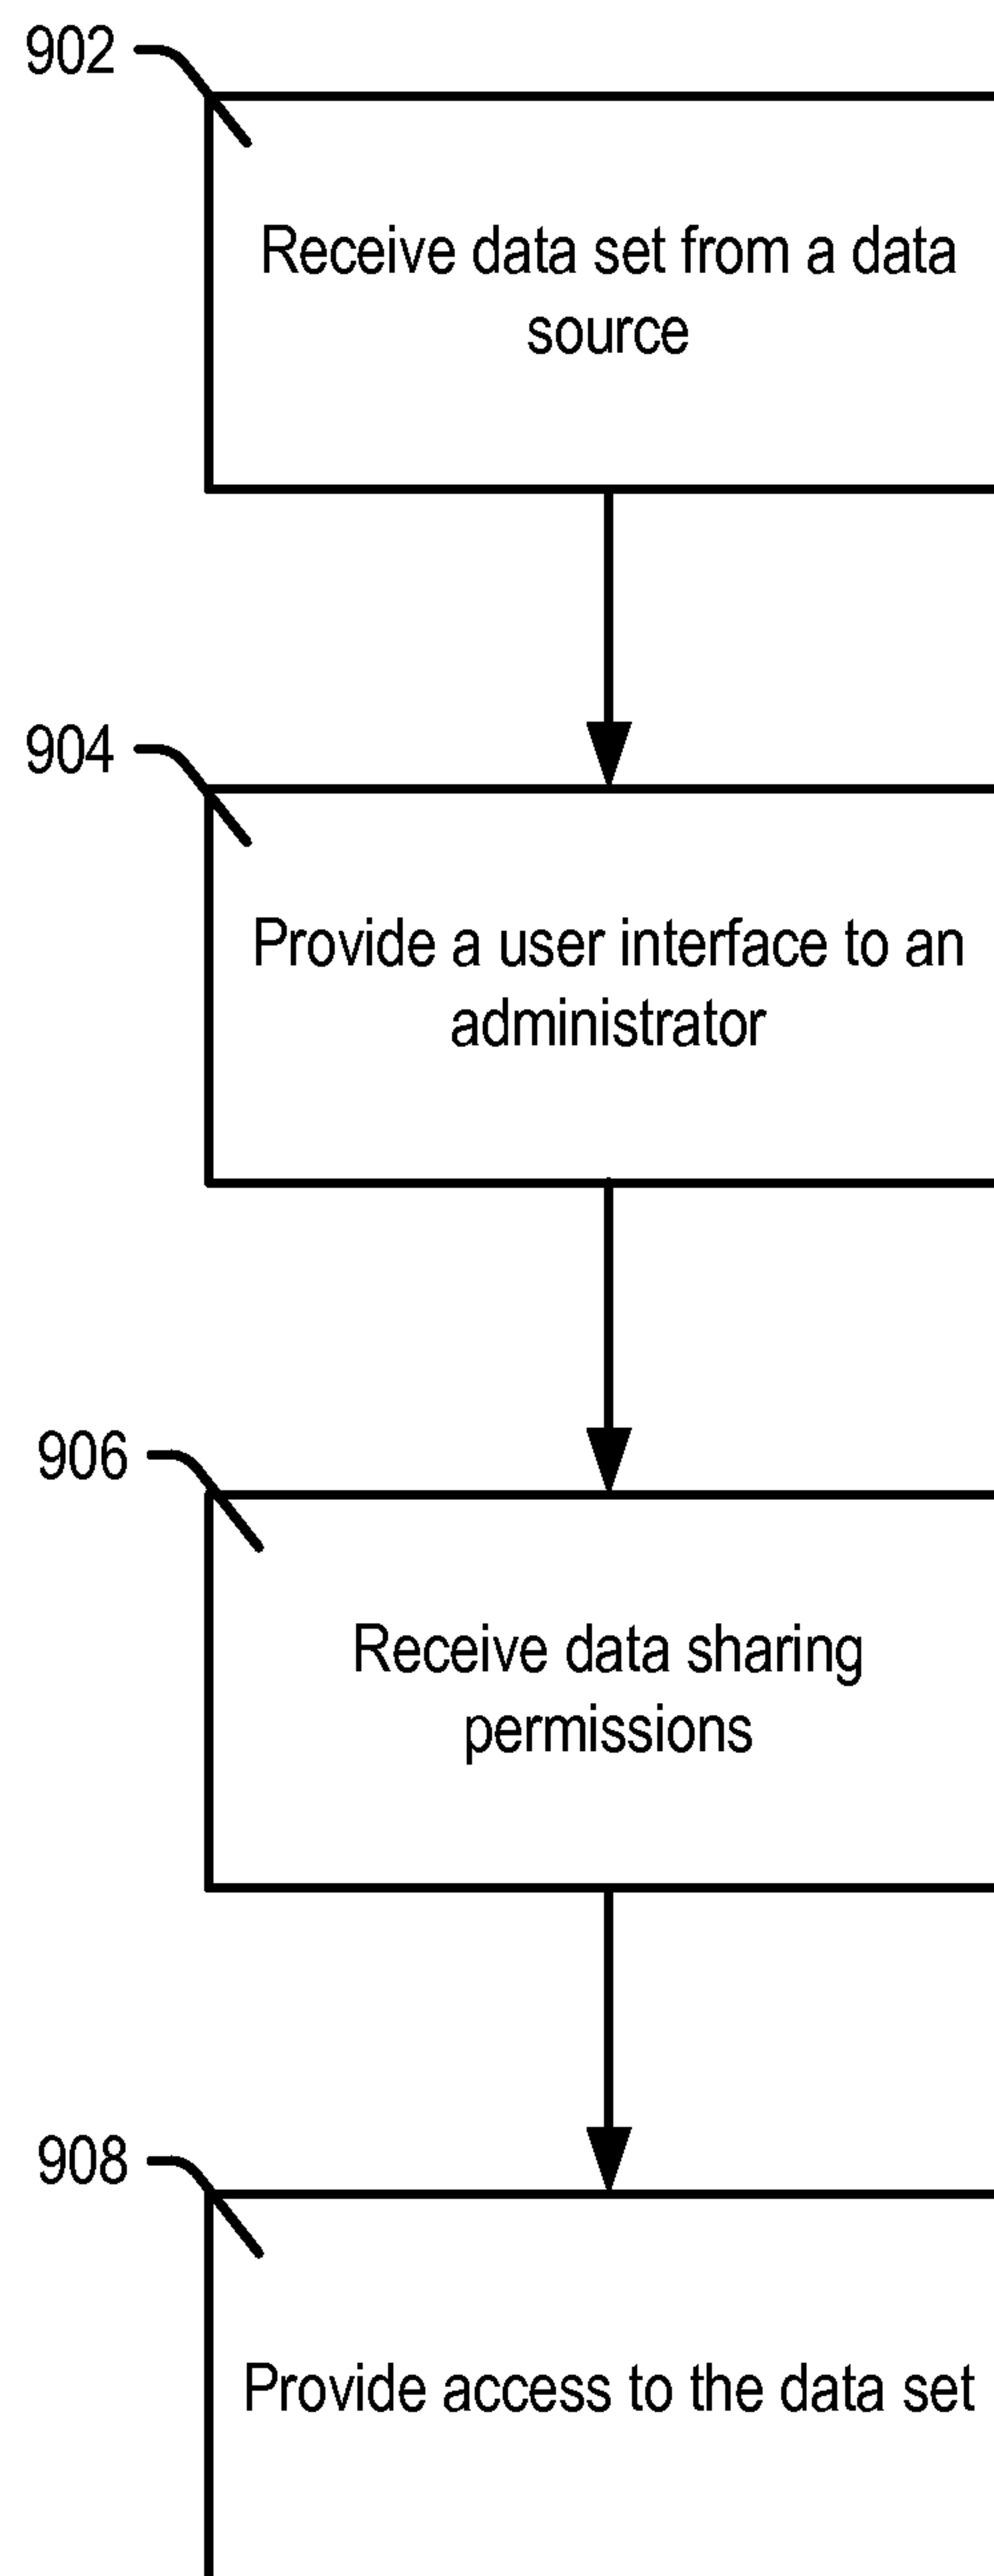 902
Receive data set from a data
source
904
Provide a user interface to an
administrator
906
Receive data sharing
permissions
908
Provide access to the data set